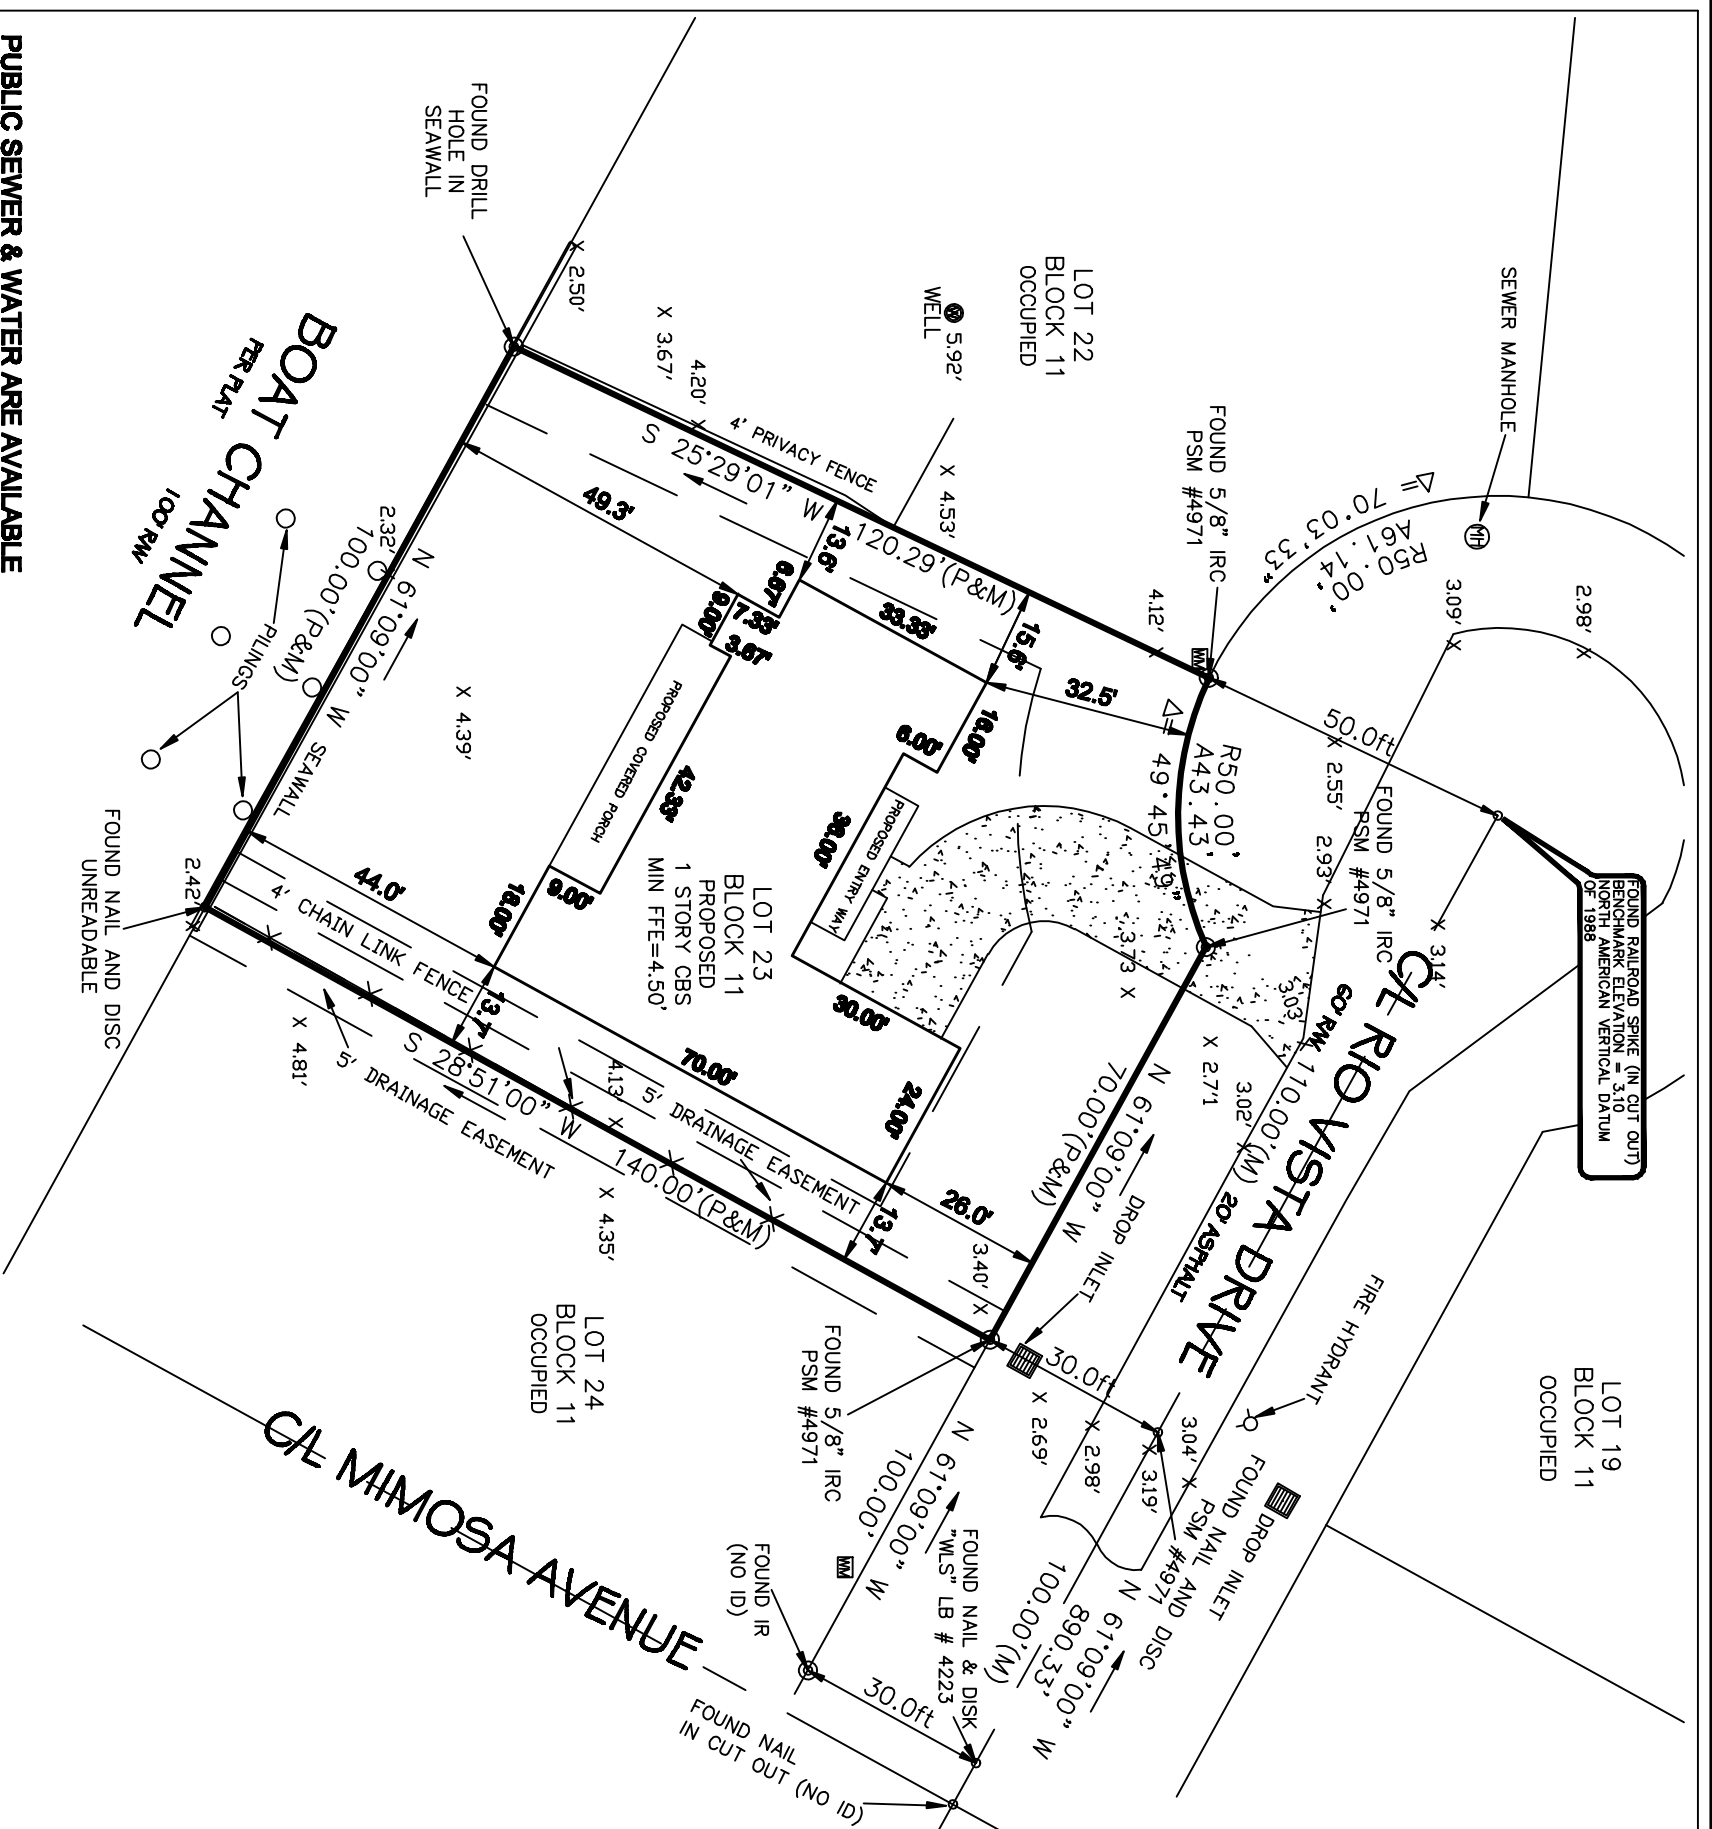 PUBLIC SEWER & WATER ARE AVAILABLE
SEWER MANHOLE
MH
Δ= 70°03'33"
R50.00'
A61.14'
3.09' X
2.98' X
LOT 22
BLOCK 11
OCCUPIED
W 5.92'
WELL
X 4.53'
FOUND 5/8" IRC
PSM #4971
4.12' X
WM
50.0ft
FOUND RAILROAD SPIKE (IN CUT OUT)
BENCHMARK ELEVATION = 3.10
NORTH AMERICAN VERTICAL DATUM
OF 1988
FOUND DRILL
HOLE IN
SEAWALL
X 2.50'
X 3.67'
4.20' X
4' PRIVACY FENCE
S 25°29'01" W 120.29'(P&M)
49.3'
13.6'
6.67'
7.33'
9.00'
3.67'
33.33'
15.6'
32.5'
16.00'
6.00'
Δ= 49°45'49"
R50.00'
A43.43'
X 2.55'
FOUND 5/8" IRC
PSM #4971
2.93' X
X 3.14'
BOAT CHANNEL
PER PLAT
100' R/W
PILINGS
2.32'
N 61°09'00" W
100.00'(P&M)
SEAWALL
X 4.39'
PROPOSED COVERED PORCH
42.33'
9.00'
18.00'
PROPOSED ENTRY WAY
36.00'
30.00'
24.00'
LOT 23
BLOCK 11
PROPOSED
1 STORY CBS
MIN FFE=4.50'
3.73 X
3.03'
X 2.71'
3.02' X
C/L RIO VISTA DRIVE
60' R/W
20' ASPHALT
110.00'(M)
N 61°09'00" W
70.00'(P&M)
44.0'
13.1'
70.00'
26.0'
13.1'
3.40' X
2.42' X
FOUND NAIL AND DISC
UNREADABLE
4' CHAIN LINK FENCE
5' DRAINAGE EASEMENT
5' DRAINAGE EASEMENT
X 4.81'
4.13' X
S 28°51'00" W 140.00'(P&M)
X 4.35'
DROP INLET
30.0ft
X 2.69'
X 2.98'
X 3.19'
3.04' X
FIRE HYDRANT
LOT 19
BLOCK 11
OCCUPIED
DROP INLET
FOUND NAIL AND DISC
PSM #4971
LOT 24
BLOCK 11
OCCUPIED
FOUND 5/8" IRC
PSM #4971
N 61°09'00" W
100.00'
WM
N 61°09'00" W
890.33'
100.00'(M)
FOUND NAIL & DISK
"WLS" LB # 4223
FOUND IR
(NO ID)
30.0ft
FOUND NAIL
IN CUT OUT (NO ID)
C/L MIMOSA AVENUE